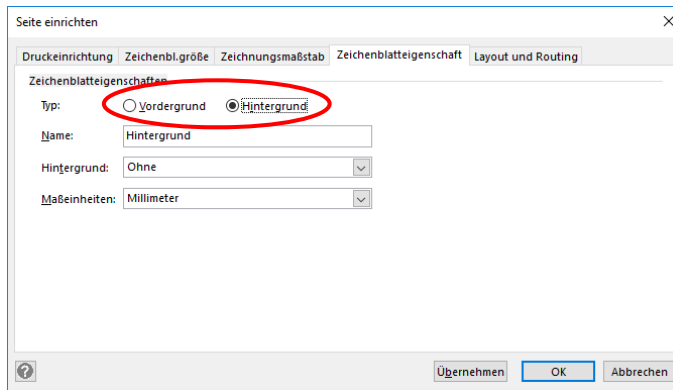 Seite einrichten
Druckeinrichtung Zeichenbl.größe Zeichnungsmaßstab Zeichenblatteigenschaft Layout und Routing
Zeichenblatteigenschaften
Typ: Vordergrund Hintergrund
Name: Hintergrund
Hintergrund: Ohne
Maßeinheiten: Millimeter
? Übernehmen OK Abbrechen